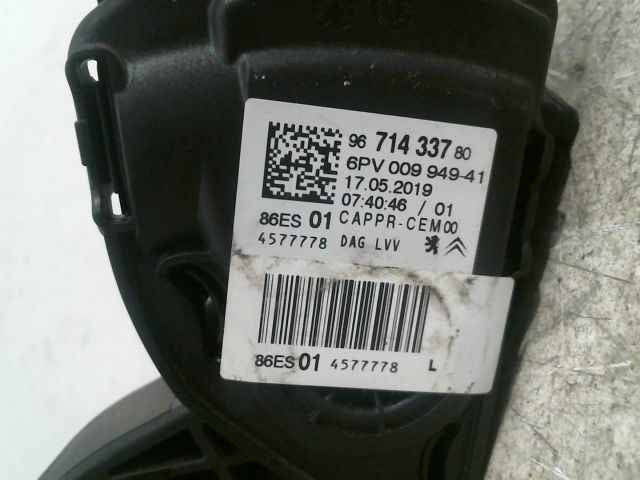 96 714 337 80
6PV 009 949-41
17.05.2019
07:40:46 / 01
86ES 01 CAPPR-CEM00
4577778 DAG LVV
86ES 01 4577778 L